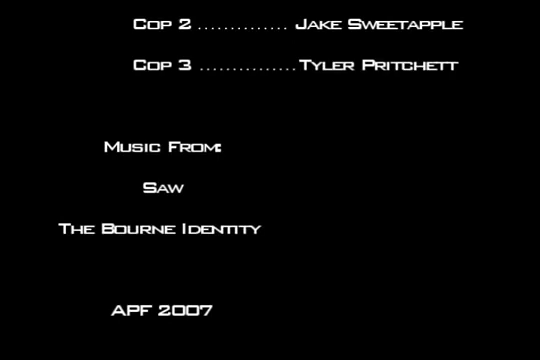 Cop 2 .............. Jake Sweetapple
Cop 3 ...............Tyler Pritchett
Music From:
Saw
The Bourne Identity
APF 2007